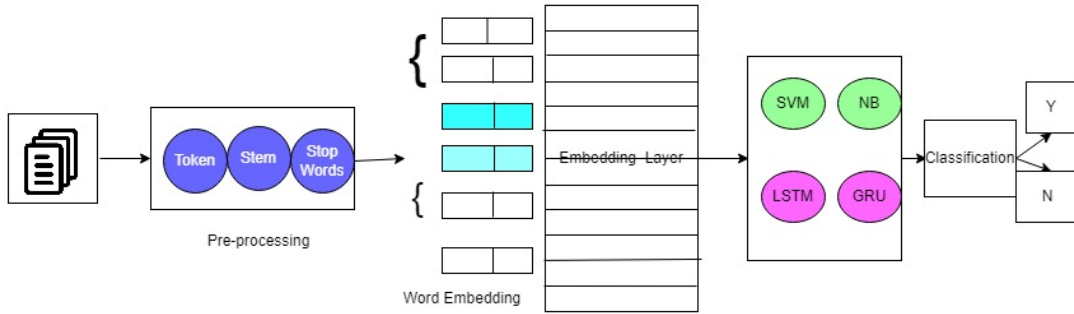 Token
Stem
Stop
Words
Pre-processing
{
{
Word Embedding
Embedding Layer
SVM
NB
LSTM
GRU
Classification
Y
N